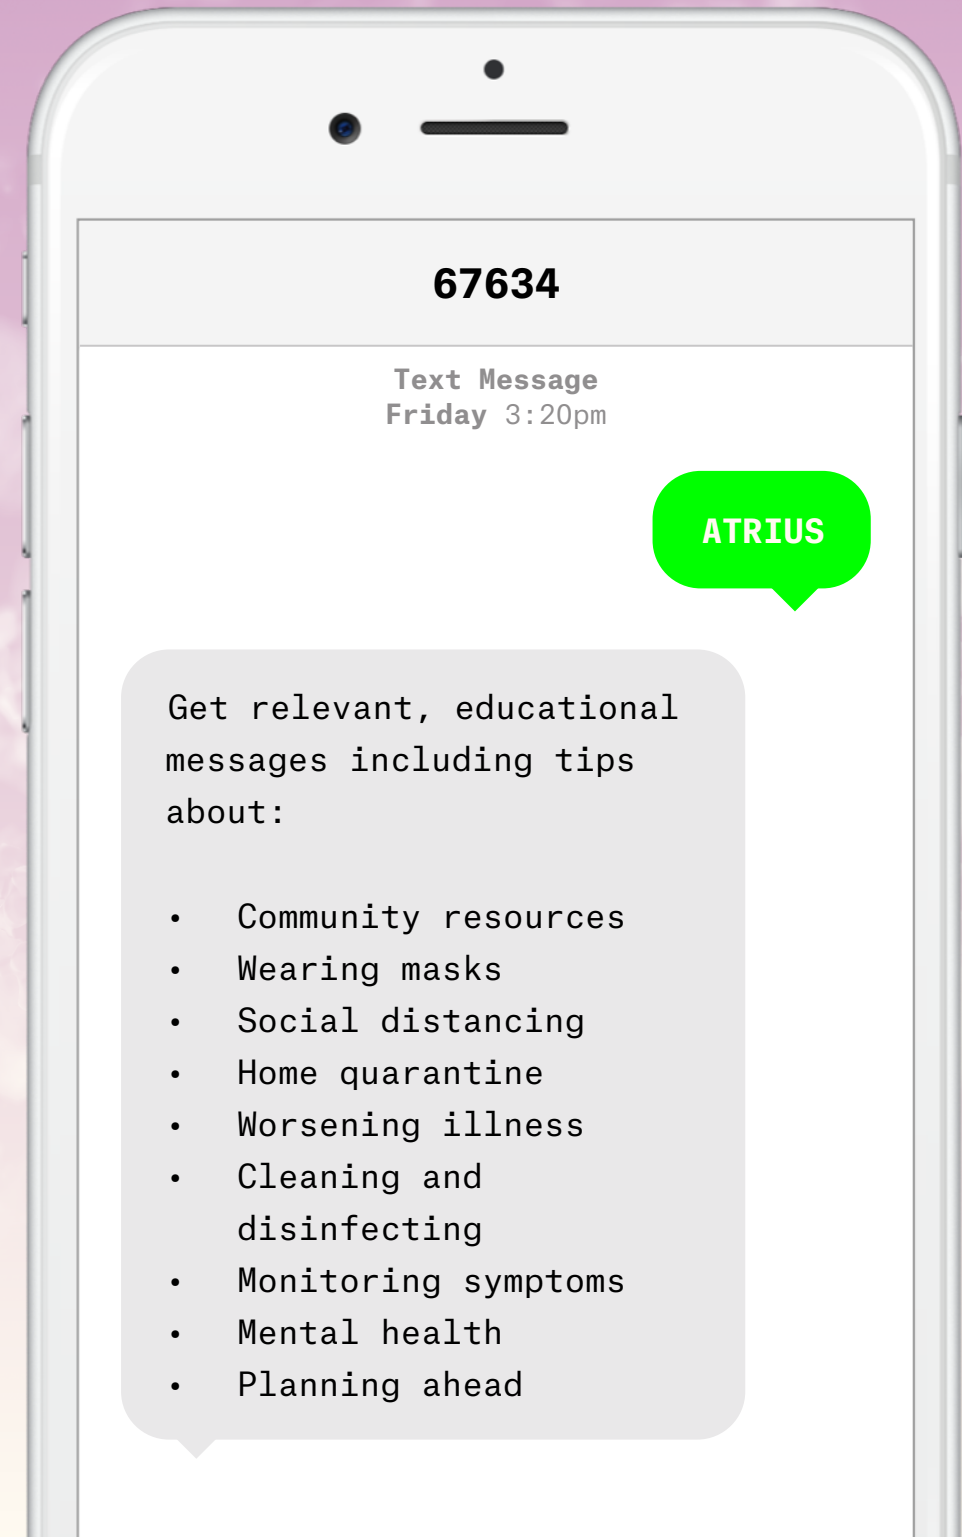 67634
Text Message
Friday 3:20pm
ATRIUS
Get relevant, educational
messages including tips
about:
• Community resources
• Wearing masks
• Social distancing
• Home quarantine
• Worsening illness
• Cleaning and
disinfecting
• Monitoring symptoms
• Mental health
• Planning ahead